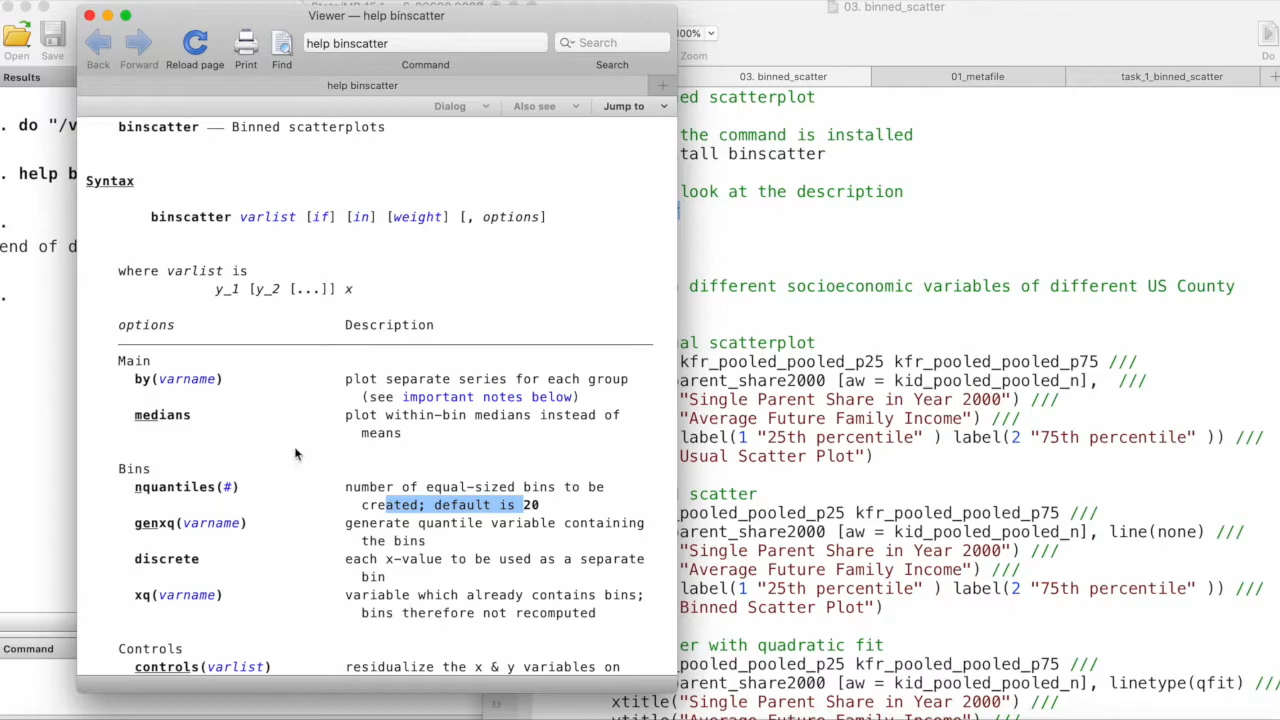 03. binned_scatter
Viewer — help binscatter
Open
Save
Back
Forward
Reload page
Print
Find
help binscatter
Search
Command
Search
00%
Zoom
Do
Results
help binscatter
03. binned_scatter
01_metafile
task_1_binned_scatter
Dialog
Also see
Jump to
. do "/v
. help b
.
end of d
.
binscatter — Binned scatterplots
Syntax
binscatter varlist [if] [in] [weight] [, options]
where varlist is
y_1 [y_2 [...]] x
options Description
Main
by(varname) plot separate series for each group
(see important notes below)
medians plot within-bin medians instead of
means
Bins
nquantiles(#) number of equal-sized bins to be
created; default is 20
genxq(varname) generate quantile variable containing
the bins
discrete each x-value to be used as a separate
bin
xq(varname) variable which already contains bins;
bins therefore not recomputed
Controls
controls(varlist) residualize the x & y variables on
Command
ed scatterplot
the command is installed
tall binscatter
look at the description
different socioeconomic variables of different US County
al scatterplot
kfr_pooled_pooled_p25 kfr_pooled_pooled_p75 ///
arent_share2000 [aw = kid_pooled_pooled_n], ///
"Single Parent Share in Year 2000") ///
"Average Future Family Income") ///
label(1 "25th percentile" ) label(2 "75th percentile" )) ///
Usual Scatter Plot")
scatter
_pooled_pooled_p25 kfr_pooled_pooled_p75 ///
arent_share2000 [aw = kid_pooled_pooled_n], line(none) ///
"Single Parent Share in Year 2000") ///
"Average Future Family Income") ///
label(1 "25th percentile" ) label(2 "75th percentile" )) ///
Binned Scatter Plot")
er with quadratic fit
_pooled_pooled_p25 kfr_pooled_pooled_p75 ///
arent_share2000 [aw = kid_pooled_pooled_n], linetype(qfit) ///
33 xtitle("Single Parent Share in Year 2000") ///
ytitle("Average Future Family Income") ///